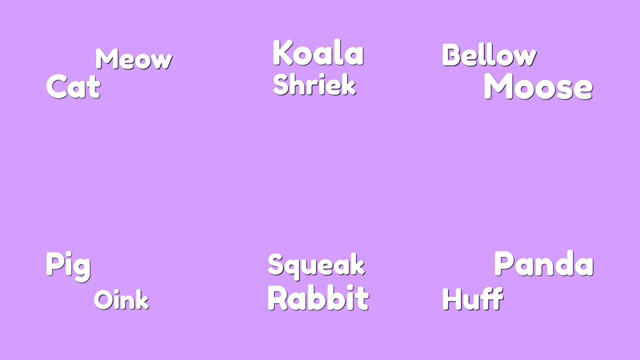 Meow
Cat
Koala
Shriek
Bellow
Moose
Pig
Oink
Squeak
Rabbit
Panda
Huff